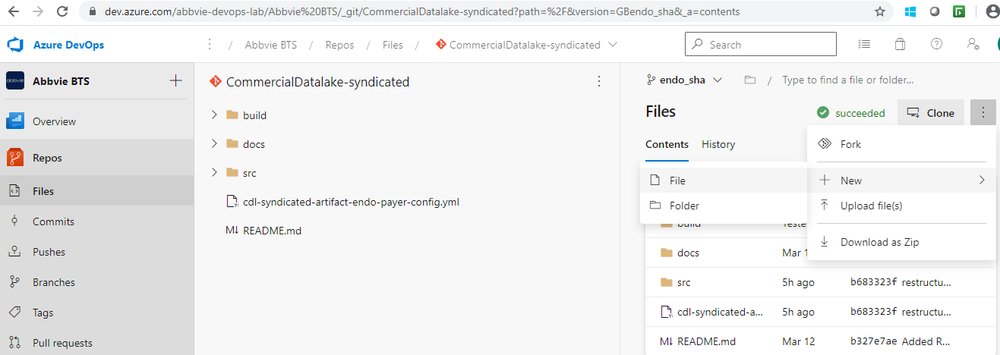 dev.azure.com/abbvie-devops-lab/Abbvie%20BTS/_git/CommercialDatalake-syndicated?path=%2F&version=GBendo_sha&_a=contents
Azure DevOps / Abbvie BTS / Repos / Files / CommercialDatalake-syndicated Search
abbvie Abbvie BTS
Overview
Repos
Files
Commits
Pushes
Branches
Tags
Pull requests
CommercialDatalake-syndicated
build
docs
src
cdl-syndicated-artifact-endo-payer-config.yml
README.md
endo_sha / Type to find a file or folder...
Files succeeded Clone
Contents History
Fork
New
Upload file(s)
Download as Zip
File
Folder
build
docs Mar 1
src 5h ago b683323f restructu...
cdl-syndicated-a... 5h ago b683323f restructu...
README.md Mar 12 b327e7ae Added R...